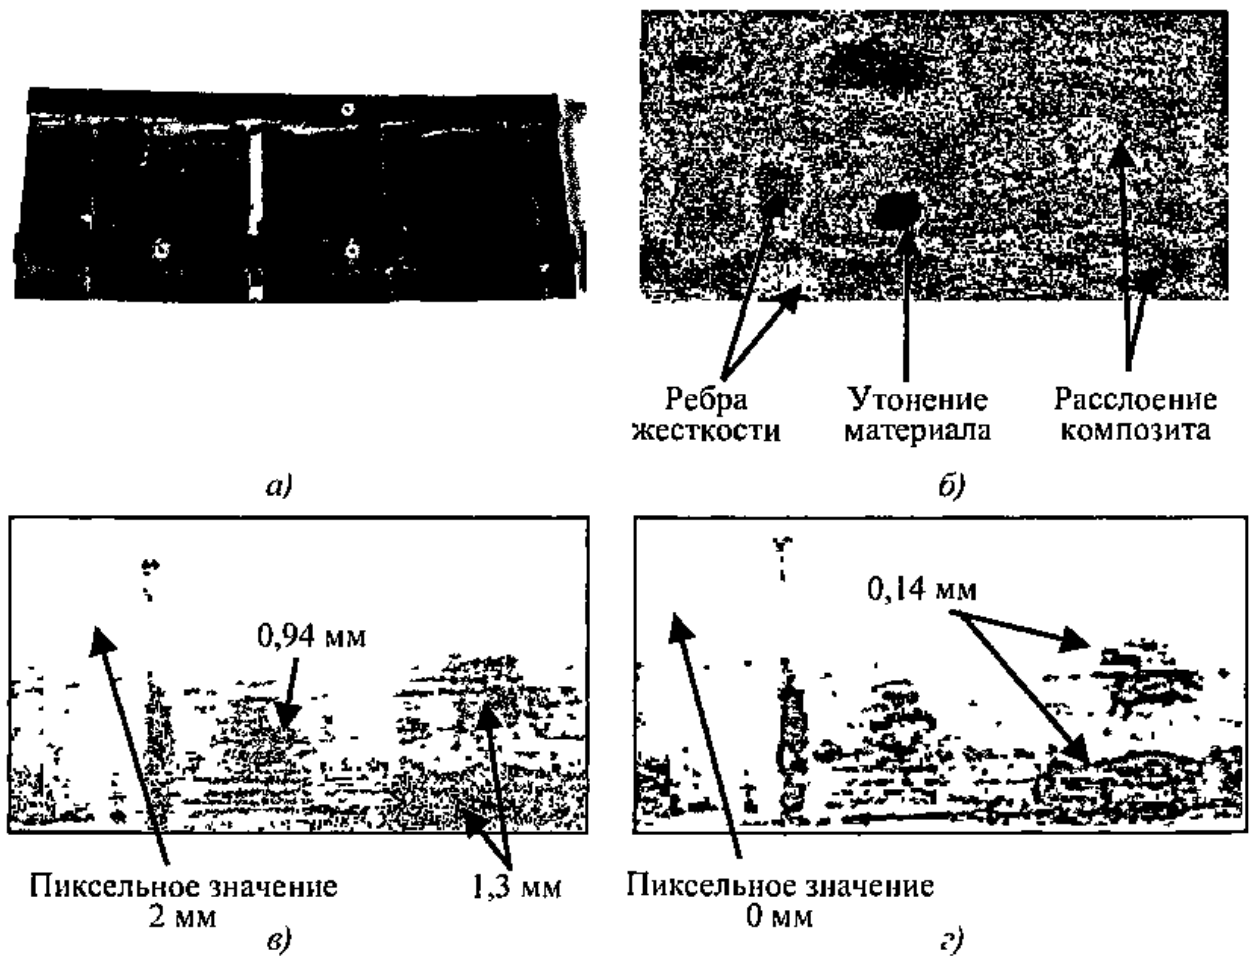 Ребра
жесткости
Утонение
материала
Расслоение
композита
а)
б)
0,94 мм
0,14 мм
Пиксельное значение
2 мм
1,3 мм
Пиксельное значение
0 мм
в)
г)